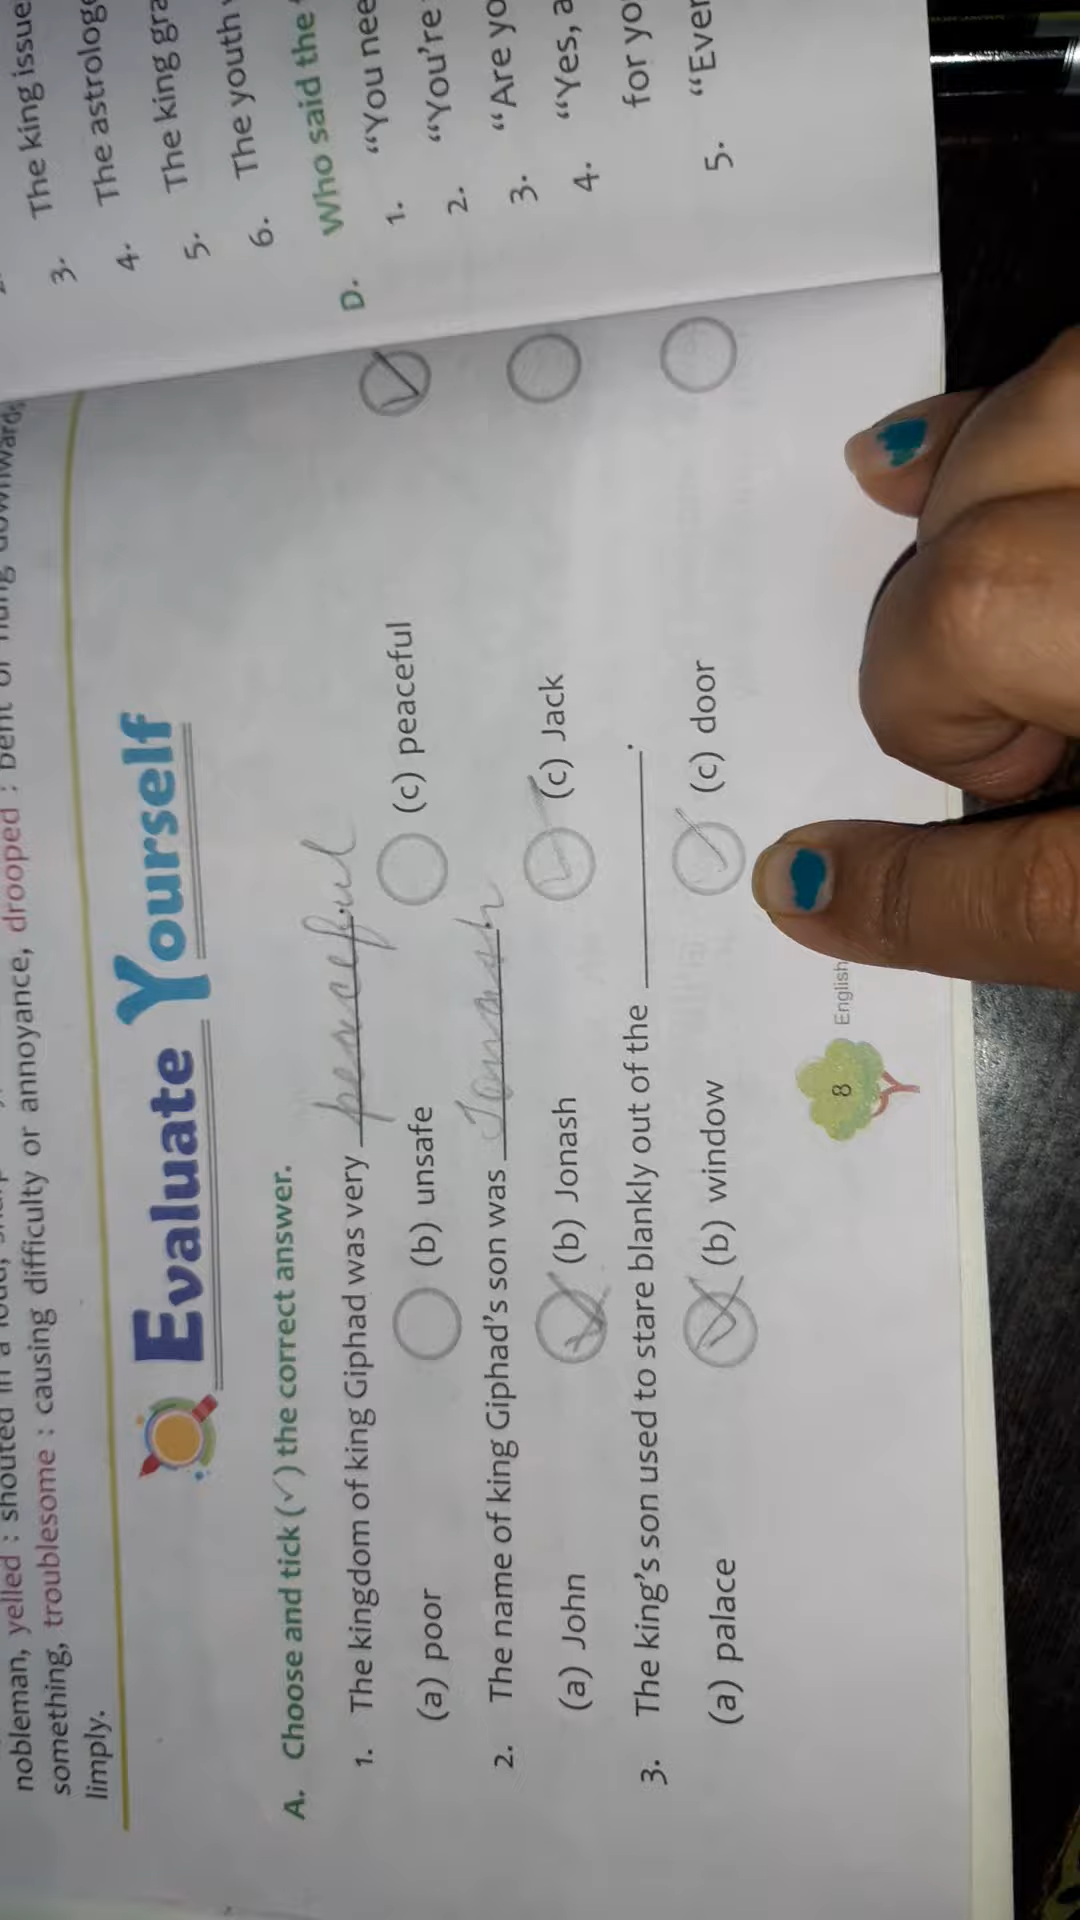 nobleman, yelled : shouted in a
something, troublesome : causing difficulty or annoyance, drooped : bent or hung downwards
limply.
Evaluate Yourself
A. Choose and tick (✓) the correct answer.
1. The kingdom of king Giphad was very peaceful
(a) poor (b) unsafe (c) peaceful
2. The name of king Giphad's son was Jonash
(a) John (b) Jonash (c) Jack
3. The king's son used to stare blankly out of the ________.
(a) palace (b) window (c) door
8 English
3. The king issue
4. The astrolog
5. The king gra
6. The youth
D. Who said the
1. “You nee
2. “You're
3. “Are yo
4. “Yes, a
for yo
5. “Ever